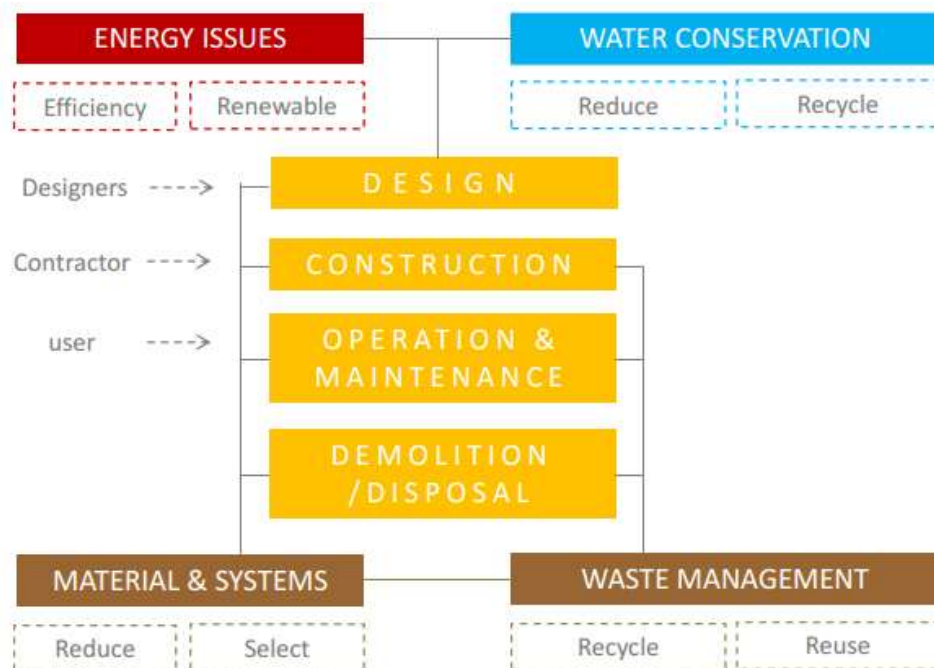 ENERGY ISSUES
WATER CONSERVATION
Efficiency
Renewable
Reduce
Recycle
Designers
DESIGN
Contractor
CONSTRUCTION
user
OPERATION &
MAINTENANCE
DEMOLITION
/DISPOSAL
MATERIAL & SYSTEMS
WASTE MANAGEMENT
Reduce
Select
Recycle
Reuse